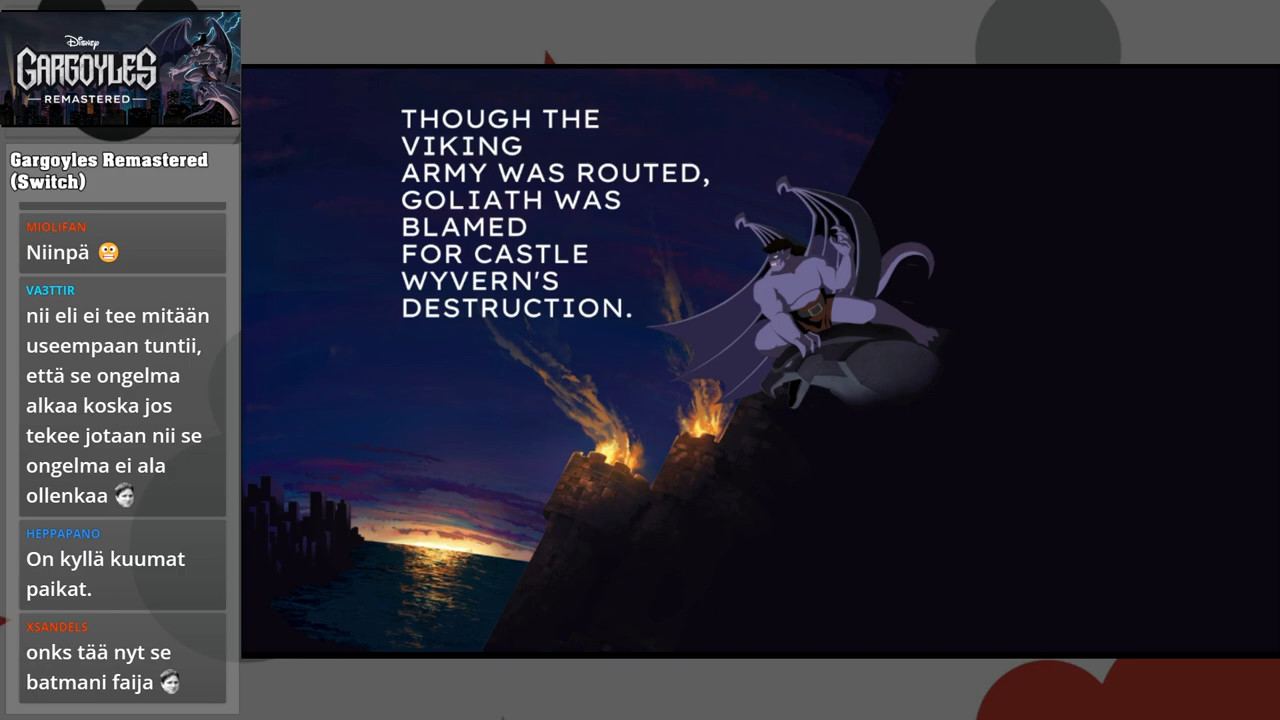 Disney
GARGOYLES
REMASTERED
Gargoyles Remastered
(Switch)
MIOLIFAN
Niinpä
VA3TTIR
nii eli ei tee mitään
useempaan tuntii,
että se ongelma
alkaa koska jos
tekee jotaan nii se
ongelma ei ala
ollenkaa
HEPPAPANO
On kyllä kuumat
paikat.
XSANDELS
onks tää nyt se
batmani faija
THOUGH THE
VIKING
ARMY WAS ROUTED,
GOLIATH WAS
BLAMED
FOR CASTLE
WYVERN'S
DESTRUCTION.